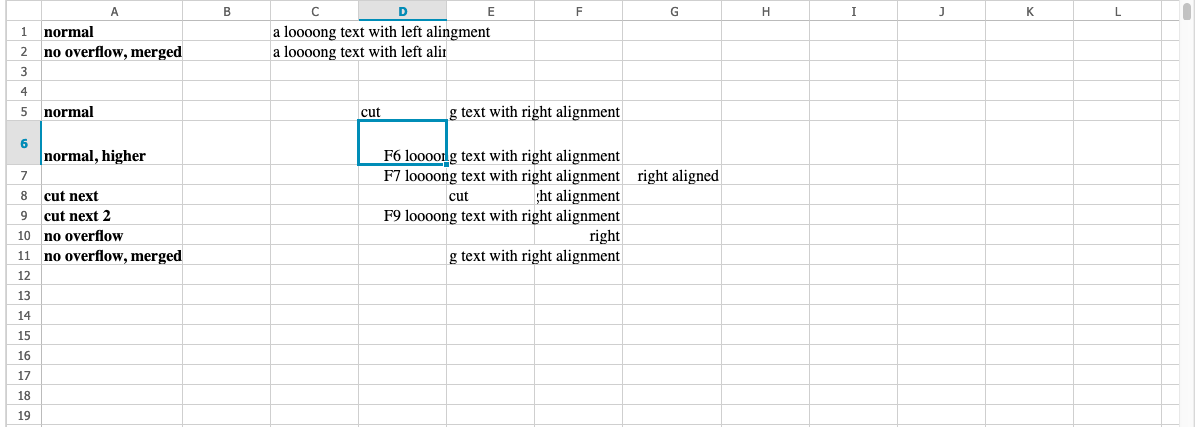 A B C D E F G H I J K L
1 normal a loooong text with left alingment
2 no overflow, merged a loooong text with left
3
4
5 normal cut g text with right alignment
6 normal, higher F6 loooong text with right alignment
7 F7 loooong text with right alignment right aligned
8 cut next cut ht alignment
9 cut next 2 F9 loooong text with right alignment
10 no overflow right
11 no overflow, merged g text with right alignment
12
13
14
15
16
17
18
19